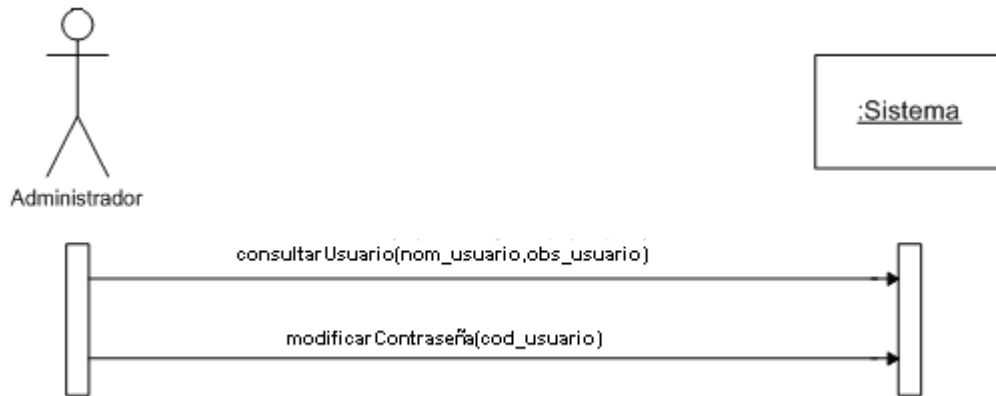 :Sistema
Administrador
consultarUsuario(nom_usuario,obs_usuario)
modificarContraseña(cod_usuario)